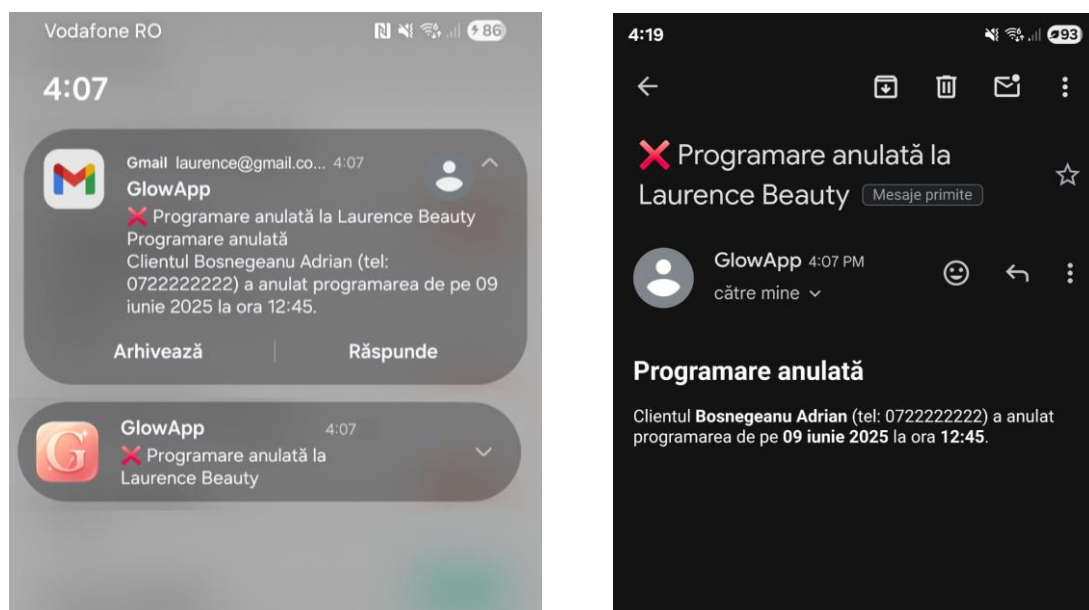 Vodafone RO
86
4:07
Gmail laurence@gmail.co... 4:07
GlowApp
❌ Programare anulată la Laurence Beauty
Programare anulată
Clientul Bosnegeanu Adrian (tel:
0722222222) a anulat programarea de pe 09
iunie 2025 la ora 12:45.
Arhivează Răspunde
G
GlowApp 4:07
❌ Programare anulată la
Laurence Beauty
4:19
93
❌ Programare anulată la
Laurence Beauty Mesaje primite
GlowApp 4:07 PM
către mine
Programare anulată
Clientul Bosnegeanu Adrian (tel: 0722222222) a anulat
programarea de pe 09 iunie 2025 la ora 12:45.